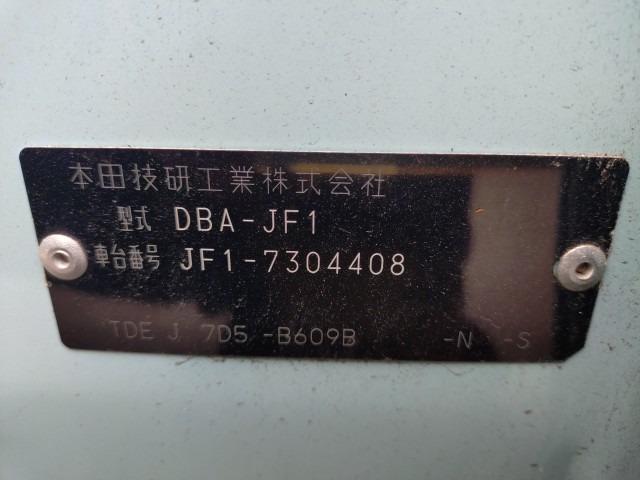 本田技研工業株式会社
型式 DBA-JF1
車台番号 JF1-7304408
TDE J 7D5 -B609B -N -S